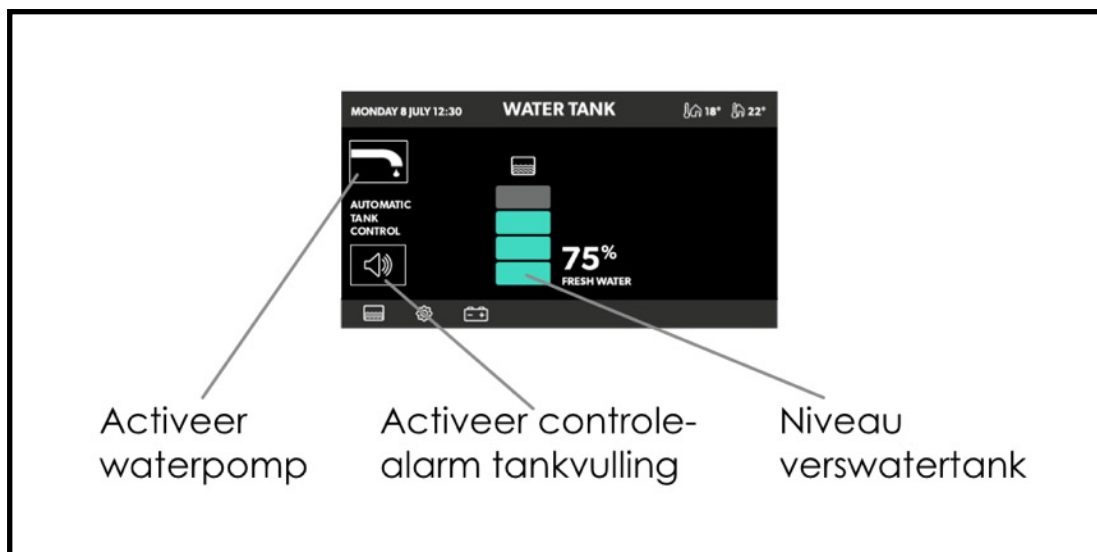 MONDAY 8 JULY 12:30 WATER TANK 18° 22°
AUTOMATIC
TANK
CONTROL
75%
FRESH WATER
Activeer
waterpomp
Activeer controle-
alarm tankvulling
Niveau
verswatertank